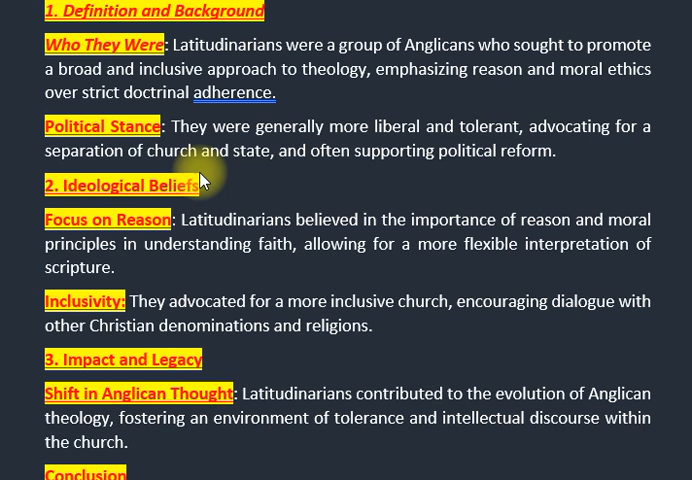 1. Definition and Background
Who They Were: Latitudinarians were a group of Anglicans who sought to promote
a broad and inclusive approach to theology, emphasizing reason and moral ethics
over strict doctrinal adherence.
Political Stance: They were generally more liberal and tolerant, advocating for a
separation of church and state, and often supporting political reform.
2. Ideological Beliefs
Focus on Reason: Latitudinarians believed in the importance of reason and moral
principles in understanding faith, allowing for a more flexible interpretation of
scripture.
Inclusivity: They advocated for a more inclusive church, encouraging dialogue with
other Christian denominations and religions.
3. Impact and Legacy
Shift in Anglican Thought: Latitudinarians contributed to the evolution of Anglican
theology, fostering an environment of tolerance and intellectual discourse within
the church.
Conclusion